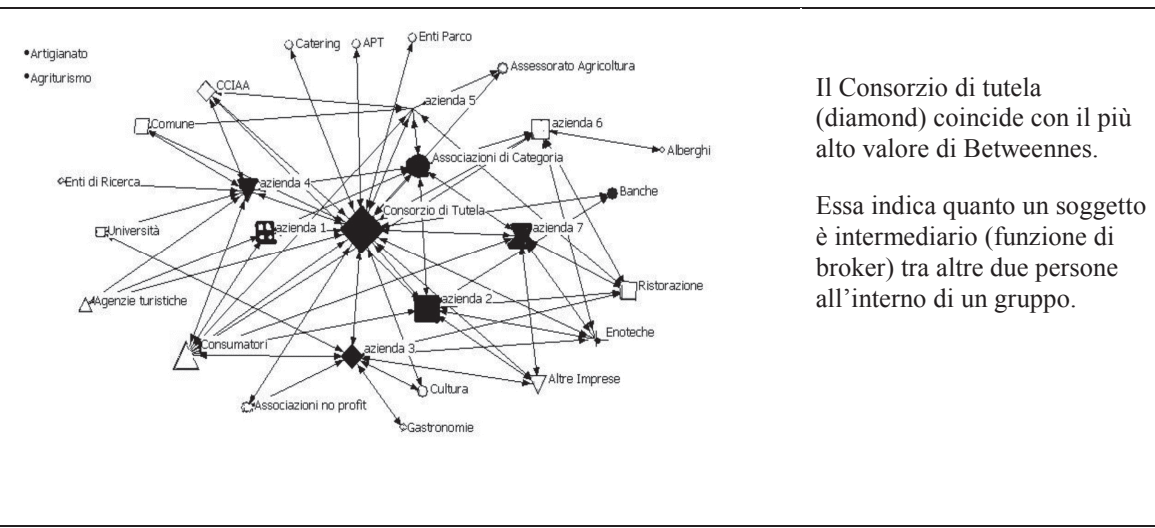 •Artigianato
•Agriturismo
Catering
APT
Enti Parco
Assessorato Agricoltura
CCIAA
azienda 5
Comune
azienda 6
Associazioni di Categoria
Alberghi
Enti di Ricerca
azienda 4
Banche
Consorzio di Tutela
Università
azienda 1
azienda 7
Agenzie turistiche
azienda 2
Ristorazione
Consumatori
azienda 3
Enoteche
Altre Imprese
Cultura
Associazioni no profit
Gastronomie
Il Consorzio di tutela
(diamond) coincide con il più
alto valore di Betweennes.
Essa indica quanto un soggetto
è intermediario (funzione di
broker) tra altre due persone
all'interno di un gruppo.